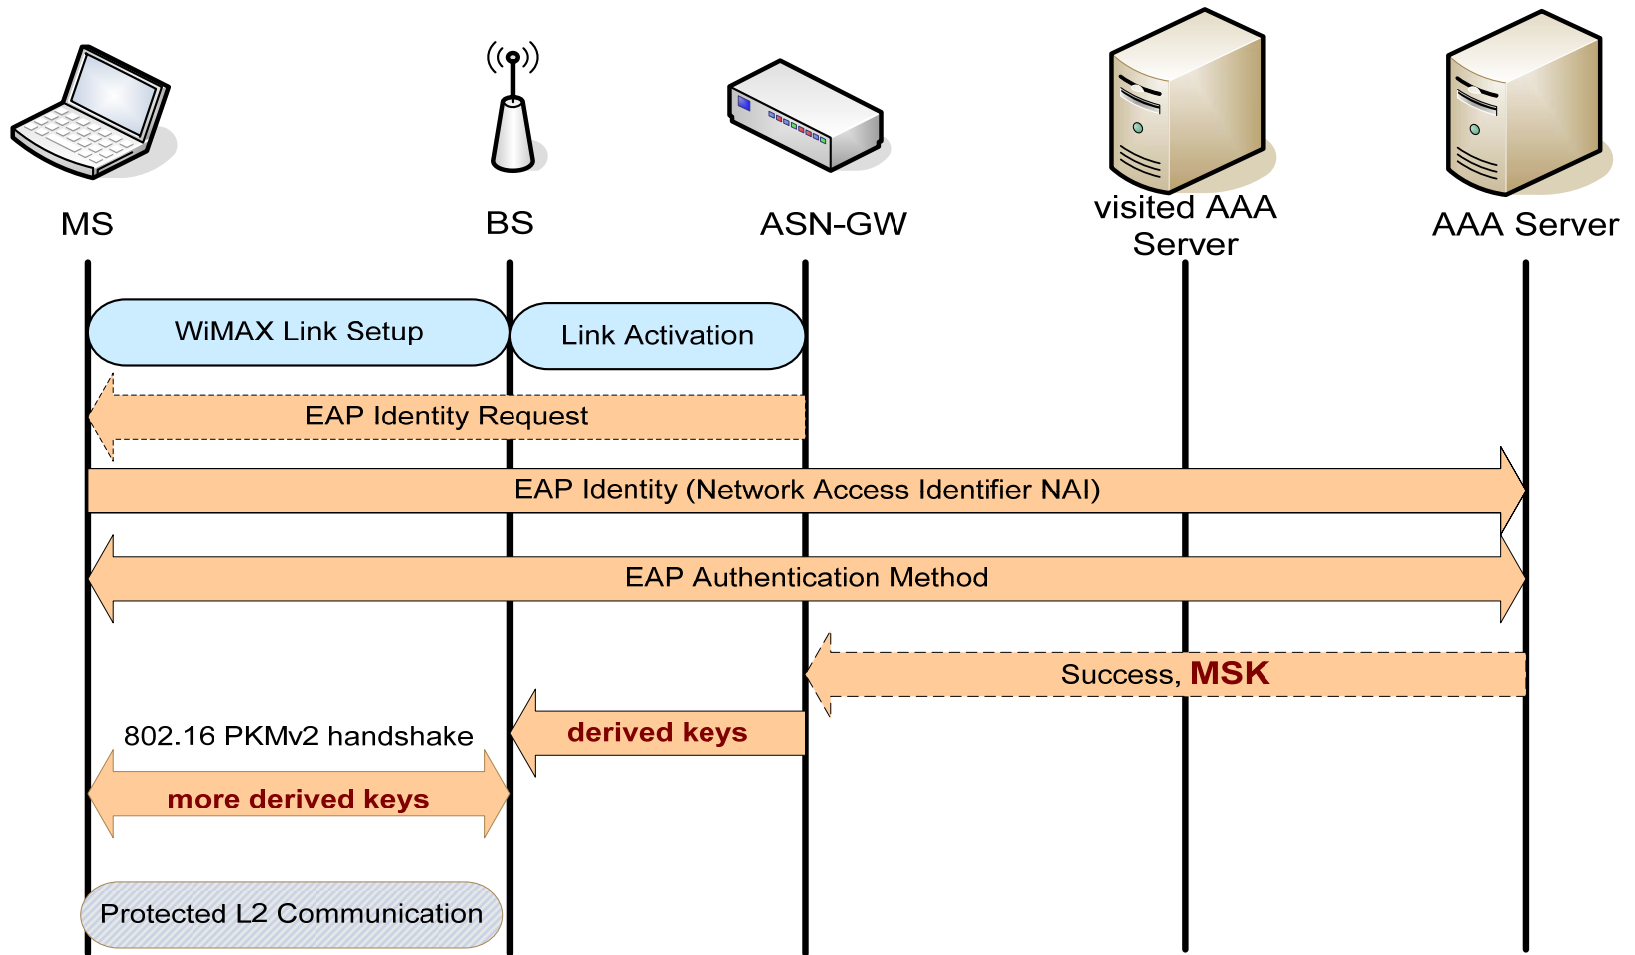 MS
BS
ASN-GW
visited AAA
Server
AAA Server
WiMAX Link Setup
Link Activation
EAP Identity Request
EAP Identity (Network Access Identifier NAI)
EAP Authentication Method
Success, MSK
derived keys
802.16 PKMv2 handshake
more derived keys
Protected L2 Communication